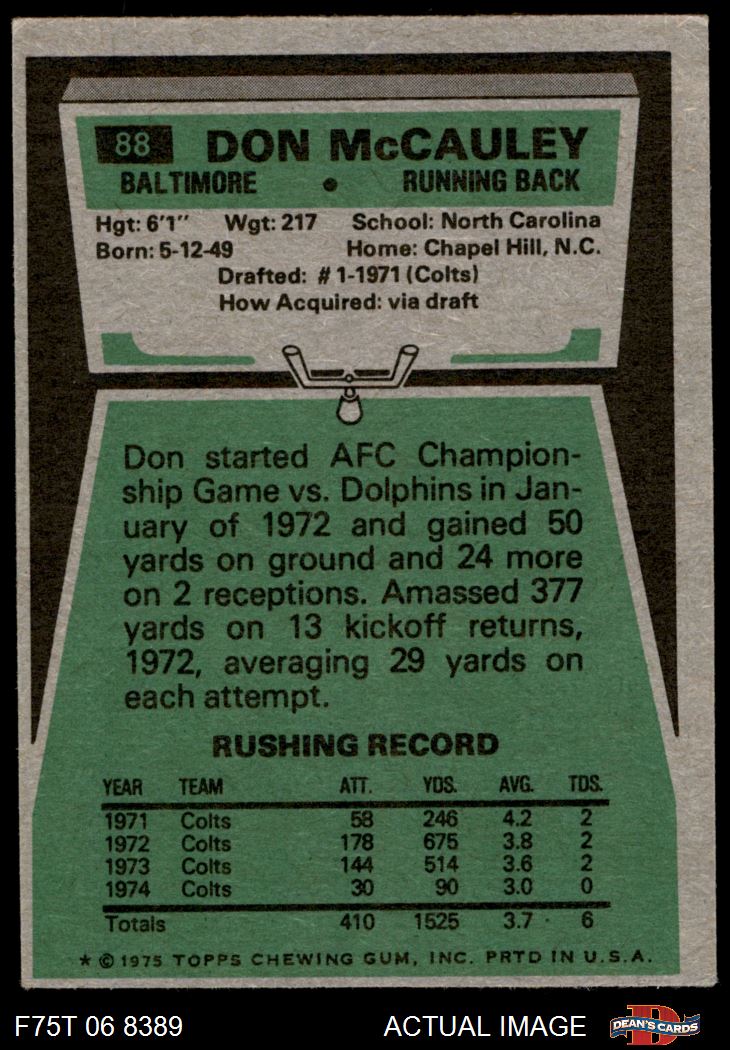 88 DON McCAULEY
BALTIMORE • RUNNING BACK
Hgt: 6'1" Wgt: 217 School: North Carolina
Born: 5-12-49 Home: Chapel Hill, N.C.
Drafted: #1-1971 (Colts)
How Acquired: via draft
Don started AFC Champion-
ship Game vs. Dolphins in Jan-
uary of 1972 and gained 50
yards on ground and 24 more
on 2 receptions. Amassed 377
yards on 13 kickoff returns,
1972, averaging 29 yards on
each attempt.
RUSHING RECORD
YEAR TEAM ATT. YDS. AVG. TDS.
1971 Colts 58 246 4.2 2
1972 Colts 178 675 3.8 2
1973 Colts 144 514 3.6 2
1974 Colts 30 90 3.0 0
Totals 410 1525 3.7 6
* © 1975 TOPPS CHEWING GUM, INC. PRTD IN U.S.A.
F75T 06 8389 ACTUAL IMAGE D DEAN'S CARDS